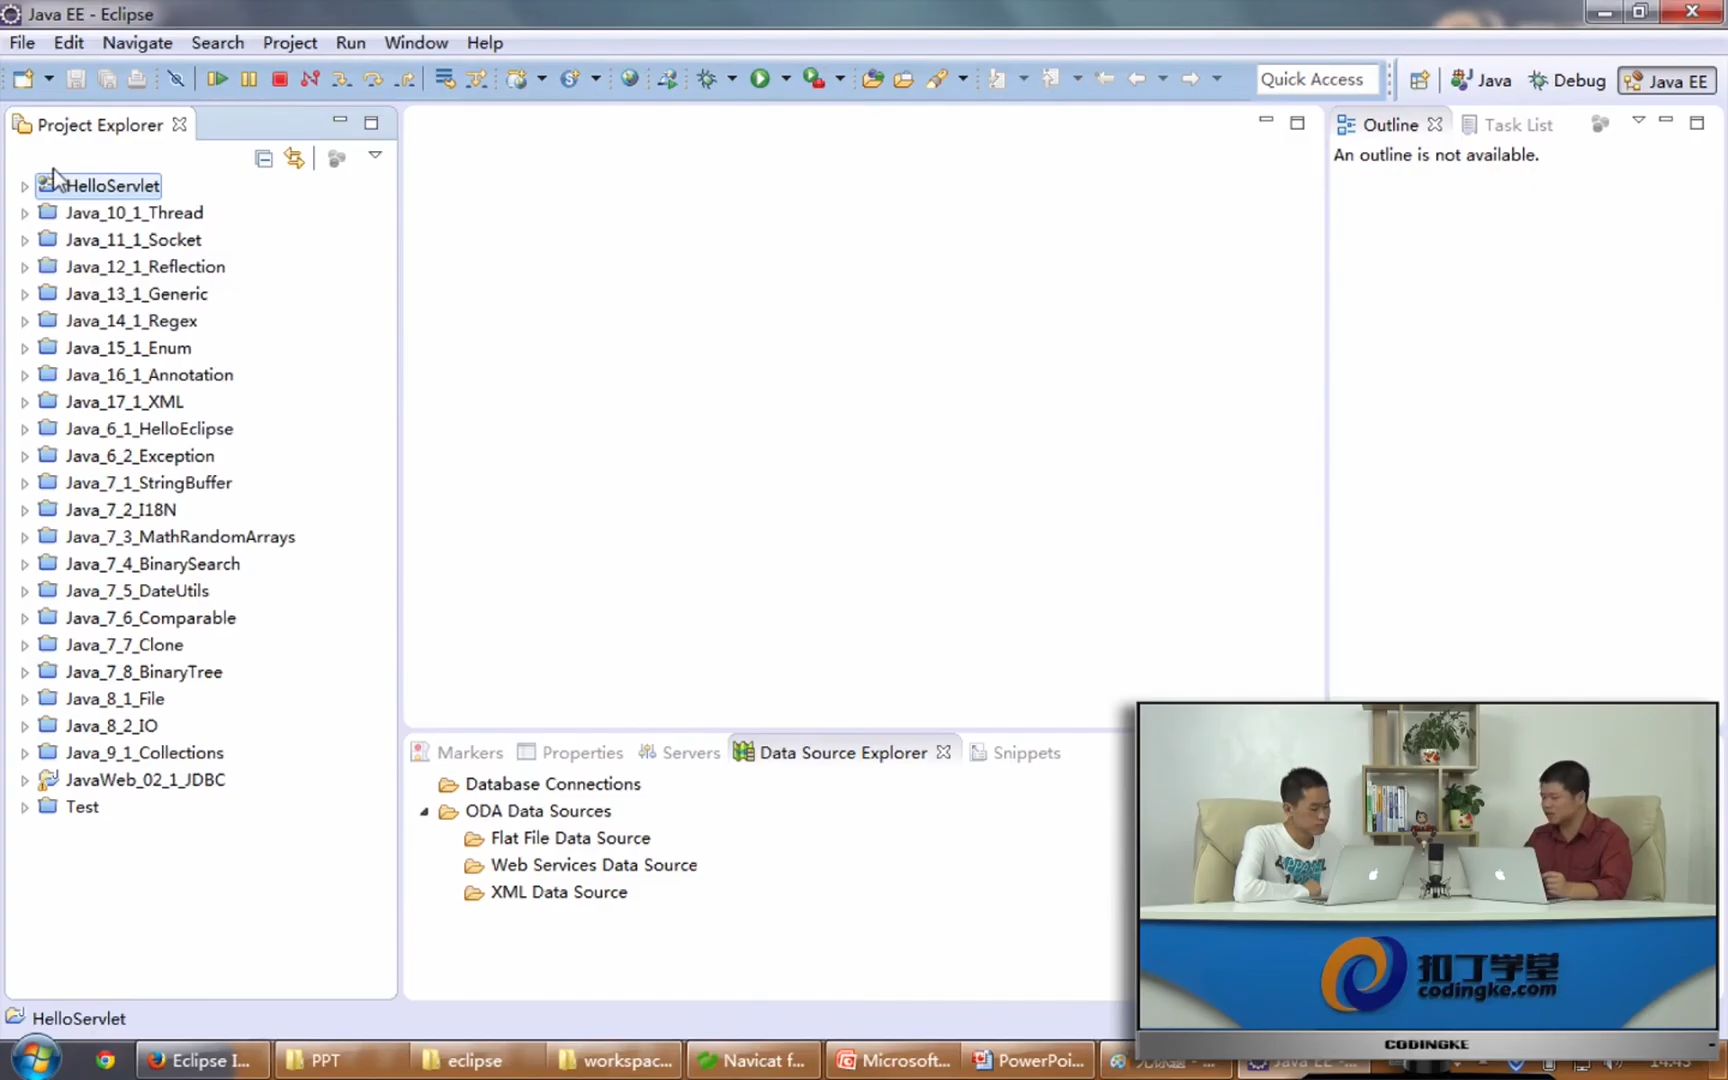 Java EE - Eclipse
File Edit Navigate Search Project Run Window Help
Quick Access Java Debug Java EE
Project Explorer
Outline Task List
An outline is not available.
HelloServlet
Java_10_1_Thread
Java_11_1_Socket
Java_12_1_Reflection
Java_13_1_Generic
Java_14_1_Regex
Java_15_1_Enum
Java_16_1_Annotation
Java_17_1_XML
Java_6_1_HelloEclipse
Java_6_2_Exception
Java_7_1_StringBuffer
Java_7_2_I18N
Java_7_3_MathRandomArrays
Java_7_4_BinarySearch
Java_7_5_DateUtils
Java_7_6_Comparable
Java_7_7_Clone
Java_7_8_BinaryTree
Java_8_1_File
Java_8_2_IO
Java_9_1_Collections
JavaWeb_02_1_JDBC
Test
Markers Properties Servers Data Source Explorer Snippets
Database Connections
ODA Data Sources
Flat File Data Source
Web Services Data Source
XML Data Source
扣丁学堂
codingke.com
CODINGKE
HelloServlet
Eclipse I... PPT eclipse workspac... Navicat f... Microsoft... PowerPoi...